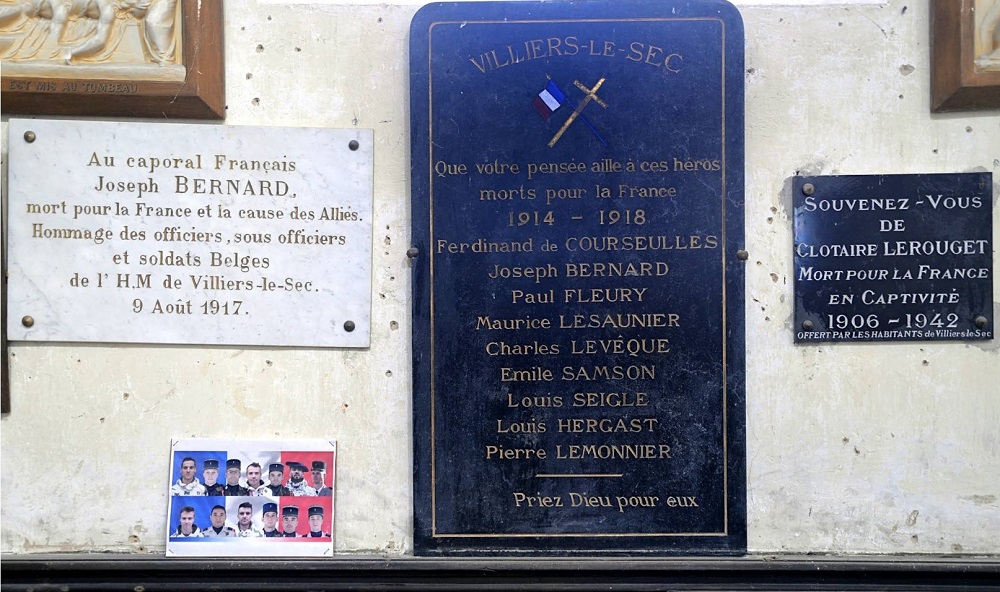 EST MIS AU TOMBEAU
Au caporal Français
Joseph BERNARD,
mort pour la France et la cause des Alliés.
Hommage des officiers, sous officiers
et soldats Belges
de l' H.M de Villiers-le-Sec.
9 Août 1917.
VILLIERS-LE-SEC
Que votre pensée aille à ces héros
morts pour la France
1914 - 1918
Ferdinand de COURSEULLES
Joseph BERNARD
Paul FLEURY
Maurice LESAUNIER
Charles LEVÊQUE
Emile SAMSON
Louis SEIGLE
Louis HERGAST
Pierre LEMONNIER
Priez Dieu pour eux
SOUVENEZ-VOUS
DE
CLOTAIRE LEROUGET
MORT POUR LA FRANCE
EN CAPTIVITÉ
1906-1942
OFFERT PAR LES HABITANTS de Villiers-le-Sec